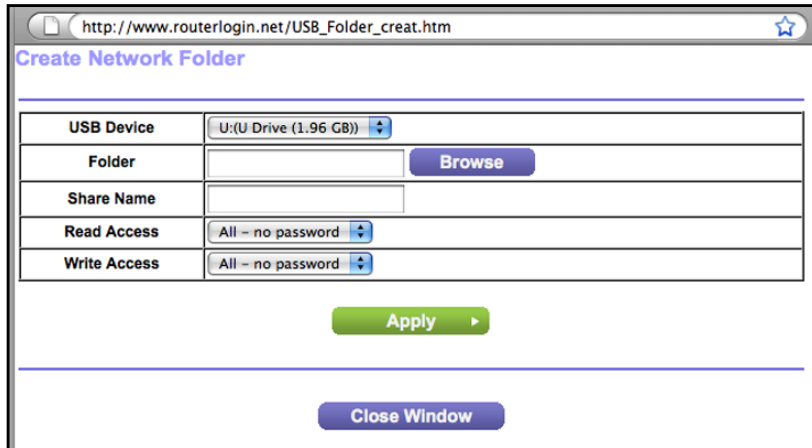 http://www.routerlogin.net/USB_Folder_creat.htm
Create Network Folder
USB Device U:(U Drive (1.96 GB))
Folder Browse
Share Name
Read Access All – no password
Write Access All – no password
Apply
Close Window